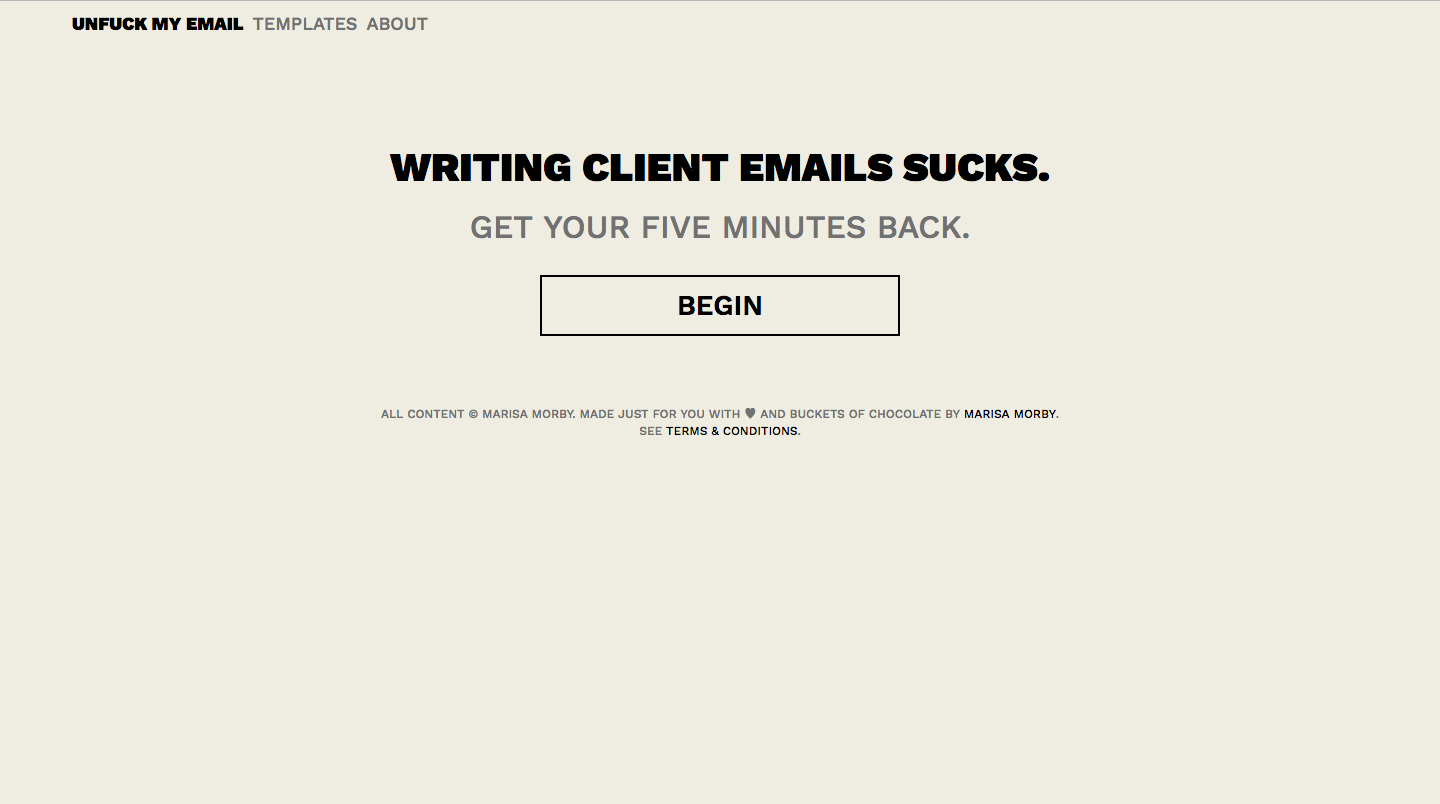 UNFUCK MY EMAIL TEMPLATES ABOUT
WRITING CLIENT EMAILS SUCKS.
GET YOUR FIVE MINUTES BACK.
BEGIN
ALL CONTENT © MARISA MORBY. MADE JUST FOR YOU WITH ♥ AND BUCKETS OF CHOCOLATE BY MARISA MORBY.
SEE TERMS & CONDITIONS.